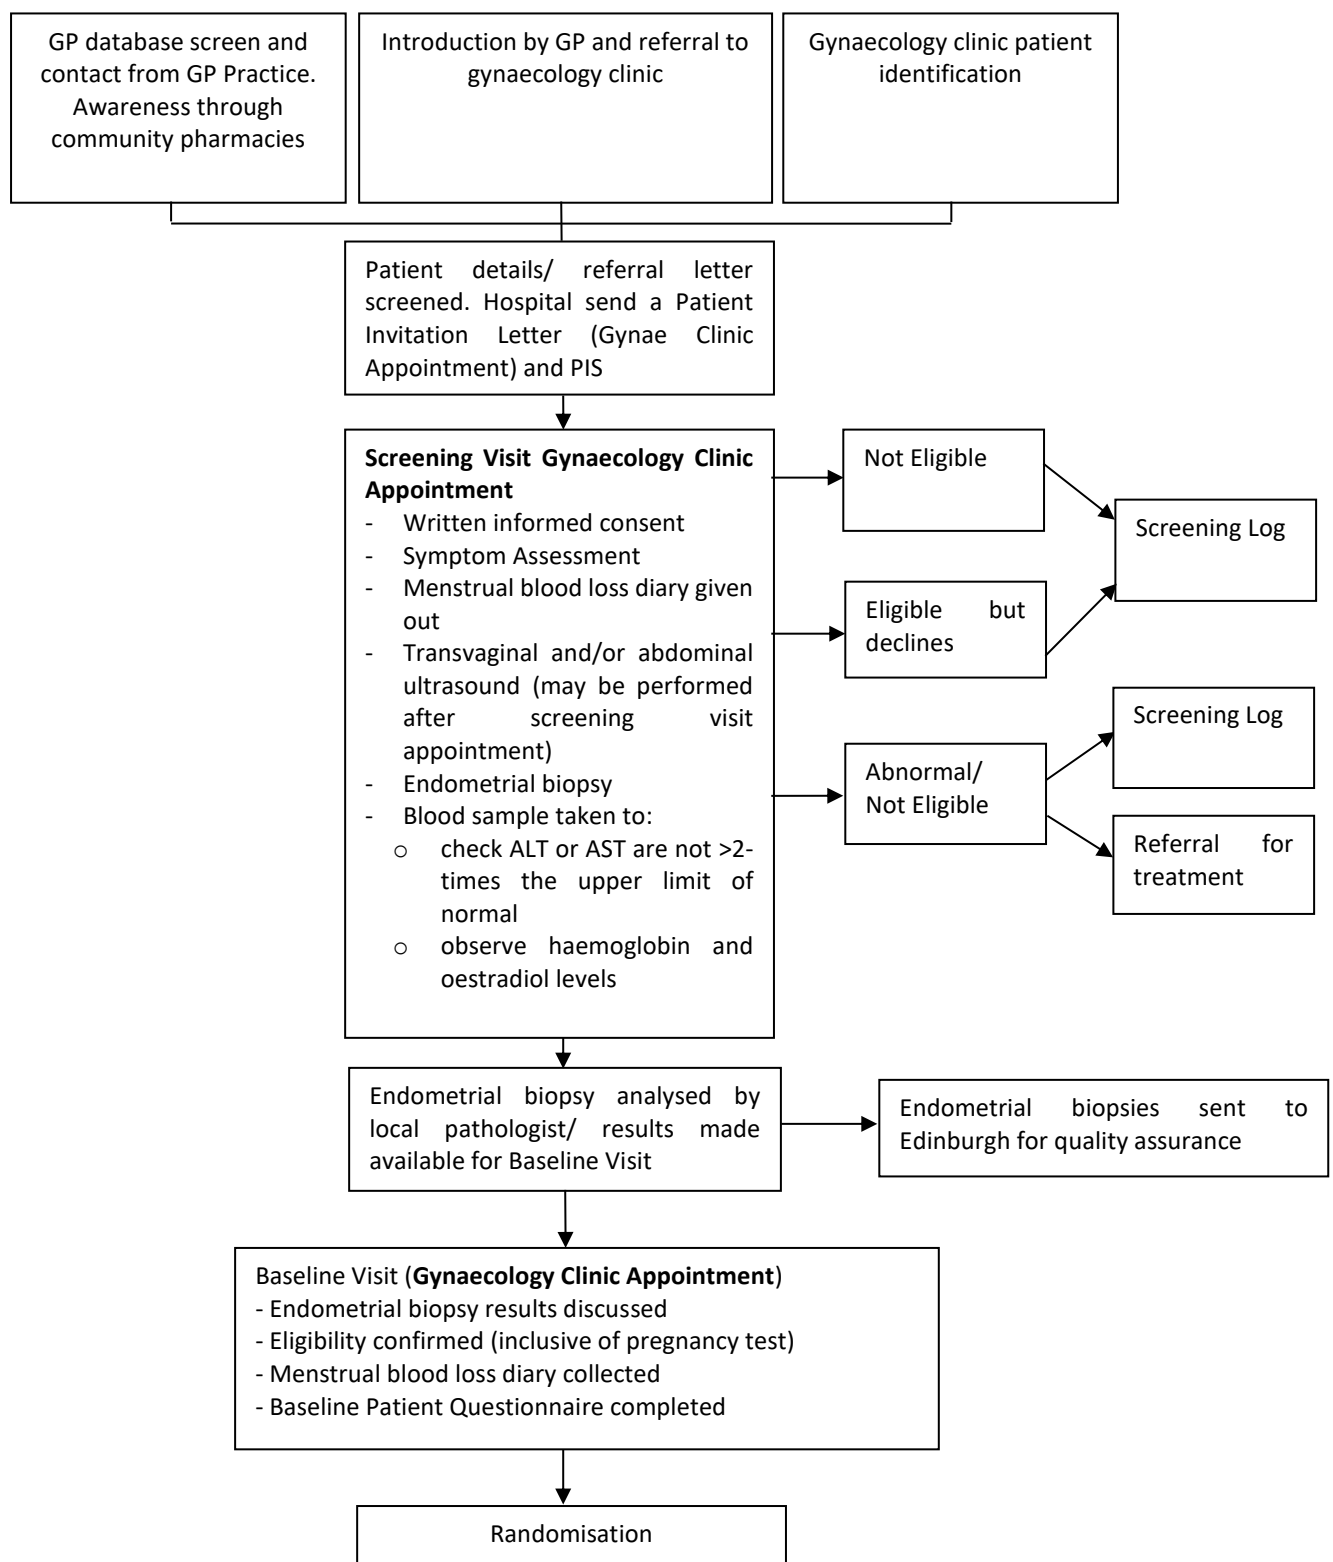 GP database screen and
contact from GP Practice.
Awareness through
community pharmacies
Introduction by GP and referral to
gynaecology clinic
Gynaecology clinic patient
identification
Patient details/ referral letter
screened. Hospital send a Patient
Invitation Letter (Gynae Clinic
Appointment) and PIS
Screening Visit Gynaecology Clinic
Appointment
- Written informed consent
- Symptom Assessment
- Menstrual blood loss diary given
out
- Transvaginal and/or abdominal
ultrasound (may be performed
after screening visit
appointment)
- Endometrial biopsy
- Blood sample taken to:
o check ALT or AST are not >2-
times the upper limit of
normal
o observe haemoglobin and
oestradiol levels
Not Eligible
Eligible but
declines
Screening Log
Abnormal/
Not Eligible
Screening Log
Referral for
treatment
Endometrial biopsy analysed by
local pathologist/ results made
available for Baseline Visit
Endometrial biopsies sent to
Edinburgh for quality assurance
Baseline Visit (Gynaecology Clinic Appointment)
- Endometrial biopsy results discussed
- Eligibility confirmed (inclusive of pregnancy test)
- Menstrual blood loss diary collected
- Baseline Patient Questionnaire completed
Randomisation